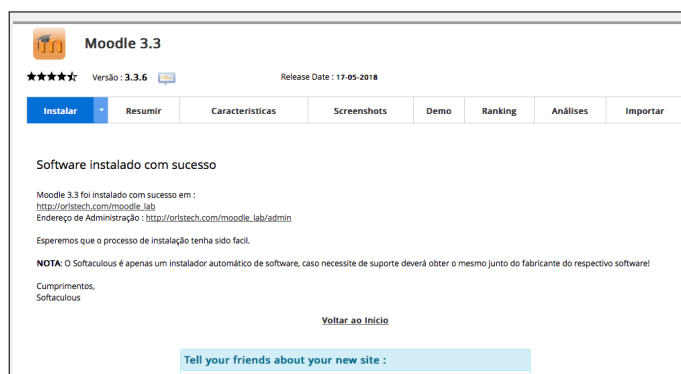 Moodle 3.3
Versão : 3.3.6
Release Date : 17-05-2018
Instalar
Resumir
Características
Screenshots
Demo
Ranking
Análises
Importar
Software instalado com sucesso
Moodle 3.3 foi instalado com sucesso em :
http://orlstech.com/moodle_lab
Endereço de Administração : http://orlstech.com/moodle_lab/admin
Esperemos que o processo de instalação tenha sido facil.
NOTA: O Softaculous é apenas um instalador automático de software, caso necessite de suporte deverá obter o mesmo junto do fabricante do respectivo software!
Cumprimentos,
Softaculous
Voltar ao Início
Tell your friends about your new site :